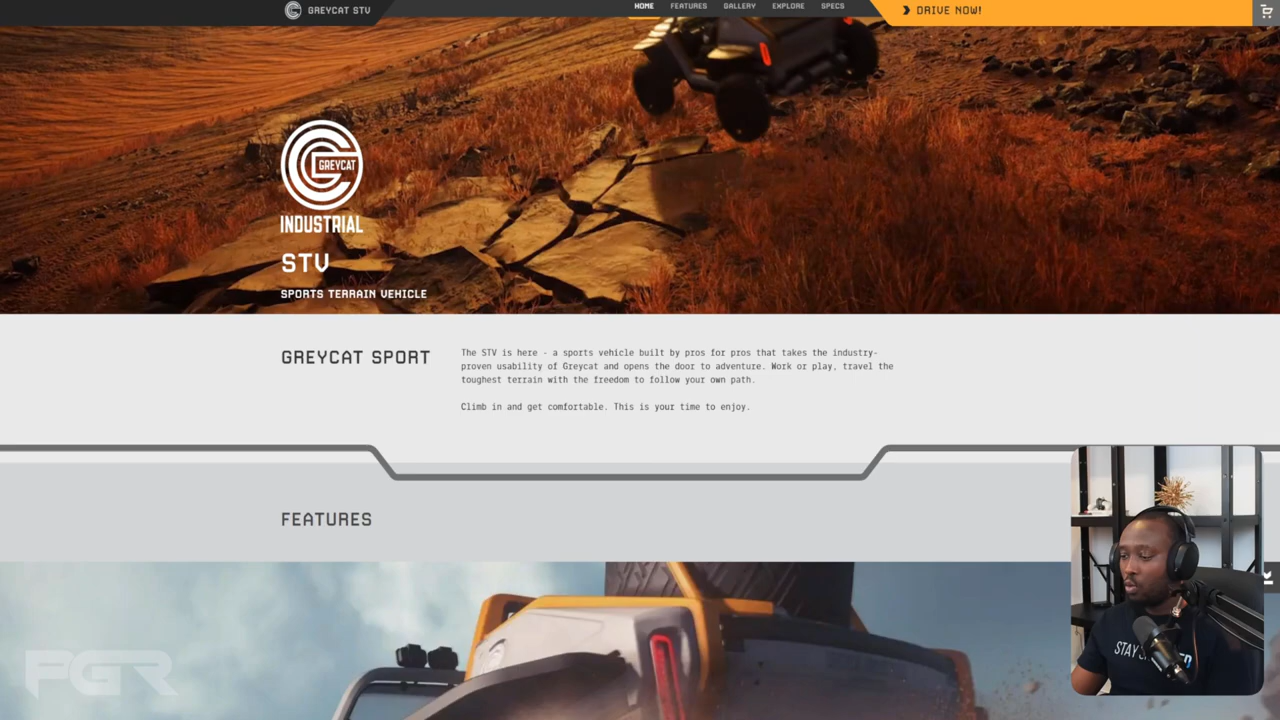 GREYCAT STV
HOME FEATURES GALLERY EXPLORE SPECS
DRIVE NOW!
GREYCAT
INDUSTRIAL
STV
SPORTS TERRAIN VEHICLE
GREYCAT SPORT
The STV is here - a sports vehicle built by pros for pros that takes the industry-
proven usability of Greycat and opens the door to adventure. Work or play, travel the
toughest terrain with the freedom to follow your own path.
Climb in and get comfortable. This is your time to enjoy.
FEATURES
PGR
STAY